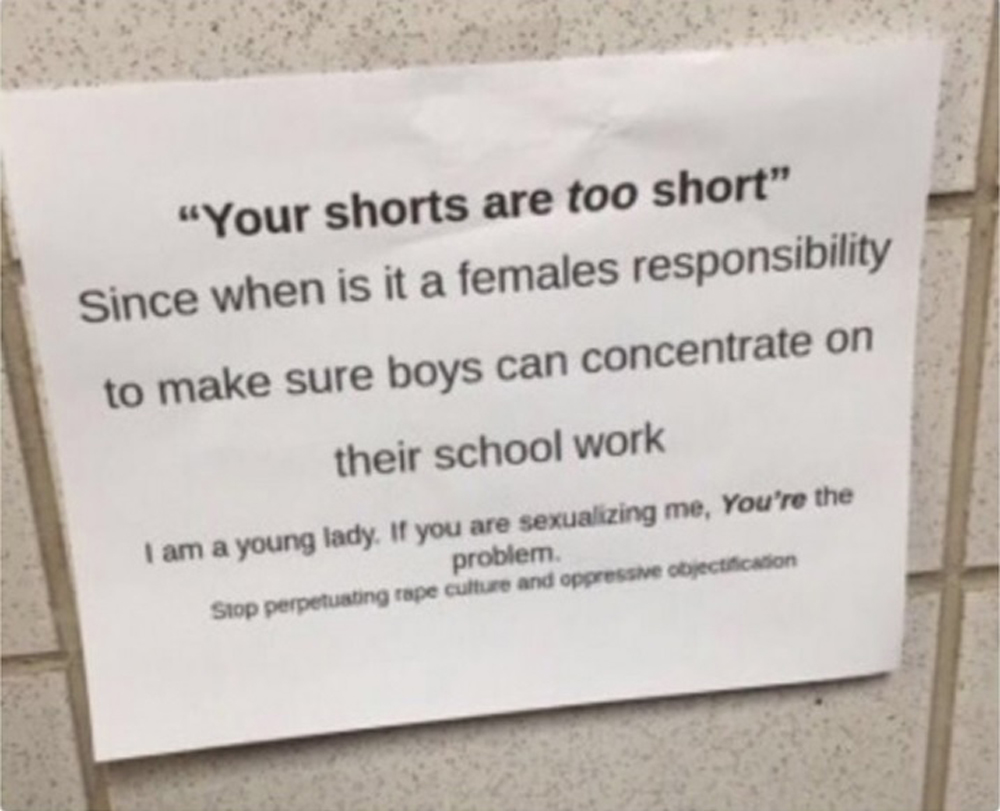 “Your shorts are too short”
Since when is it a females responsibility
to make sure boys can concentrate on
their school work
I am a young lady. If you are sexualizing me, You're the
problem.
Stop perpetuating rape culture and oppressive objectification